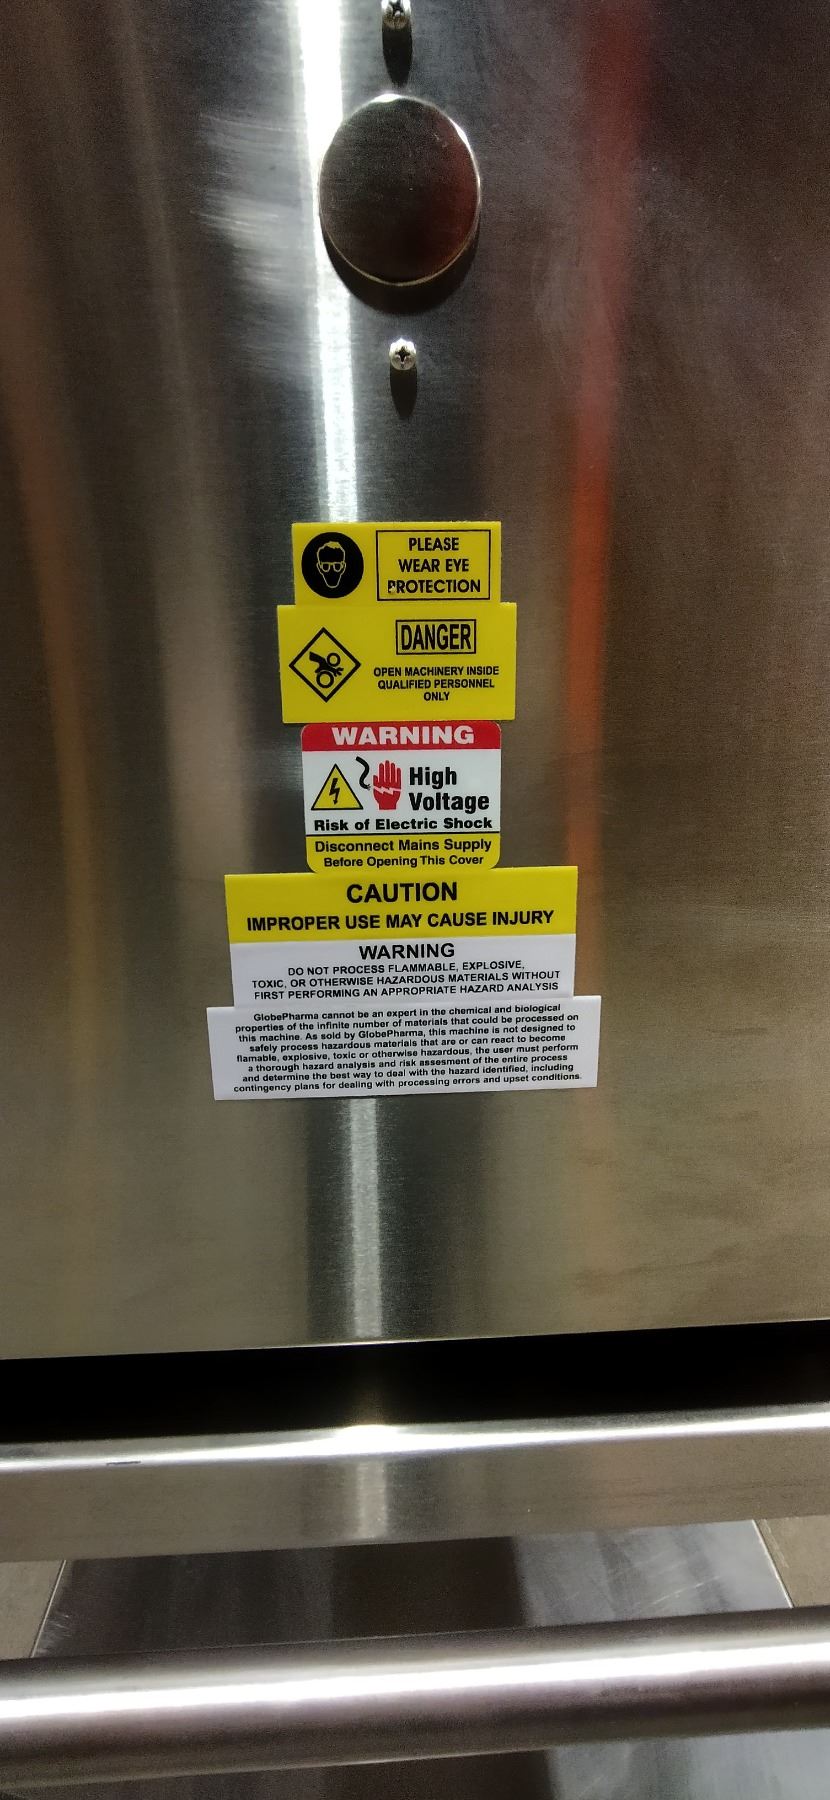 PLEASE
WEAR EYE
PROTECTION
DANGER
OPEN MACHINERY INSIDE
QUALIFIED PERSONNEL
ONLY
WARNING
High
Voltage
Risk of Electric Shock
Disconnect Mains Supply
Before Opening This Cover
CAUTION
IMPROPER USE MAY CAUSE INJURY
WARNING
DO NOT PROCESS FLAMMABLE, EXPLOSIVE,
TOXIC, OR OTHERWISE HAZARDOUS MATERIALS WITHOUT
FIRST PERFORMING AN APPROPRIATE HAZARD ANALYSIS
GlobePharma cannot be an expert in the chemical and biological
properties of the infinite number of materials that could be processed on
this machine. As sold by GlobePharma, this machine is not designed to
safely process hazardous materials that are or can react to become
flamable, explosive, toxic or otherwise hazardous, the user must perform
a thorough hazard analysis and risk assesment of the entire process
and determine the best way to deal with the hazard identified, including
contingency plans for dealing with processing errors and upset conditions.